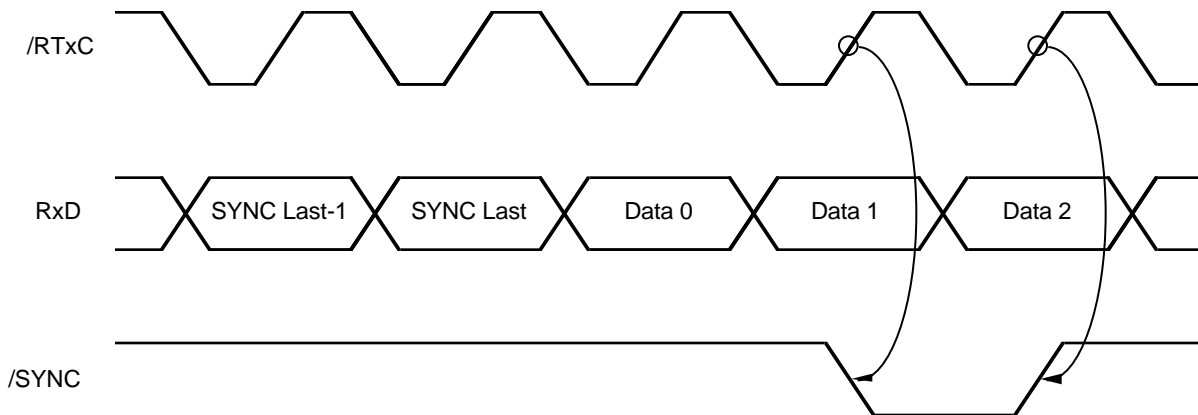 /RTxC
RxD
SYNC Last-1
SYNC Last
Data 0
Data 1
Data 2
/SYNC